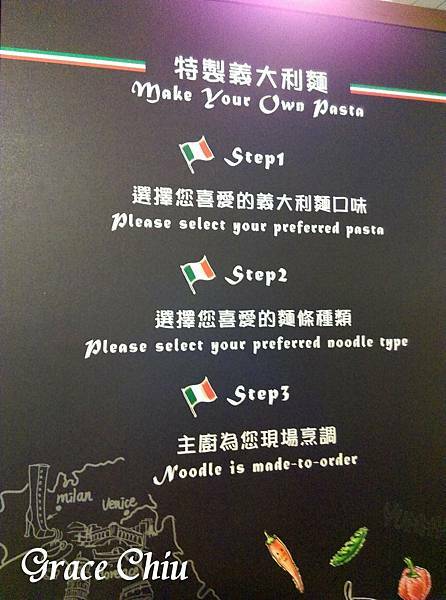 特製義大利麵
Make Your Own Pasta
Step1
選擇您喜愛的義大利麵口味
Please select your preferred pasta
Step2
選擇您喜愛的麵條種類
Please select your preferred noodle type
Step3
主廚為您現場烹調
Noodle is made-to-order
milan
Venice
Grace Chiu